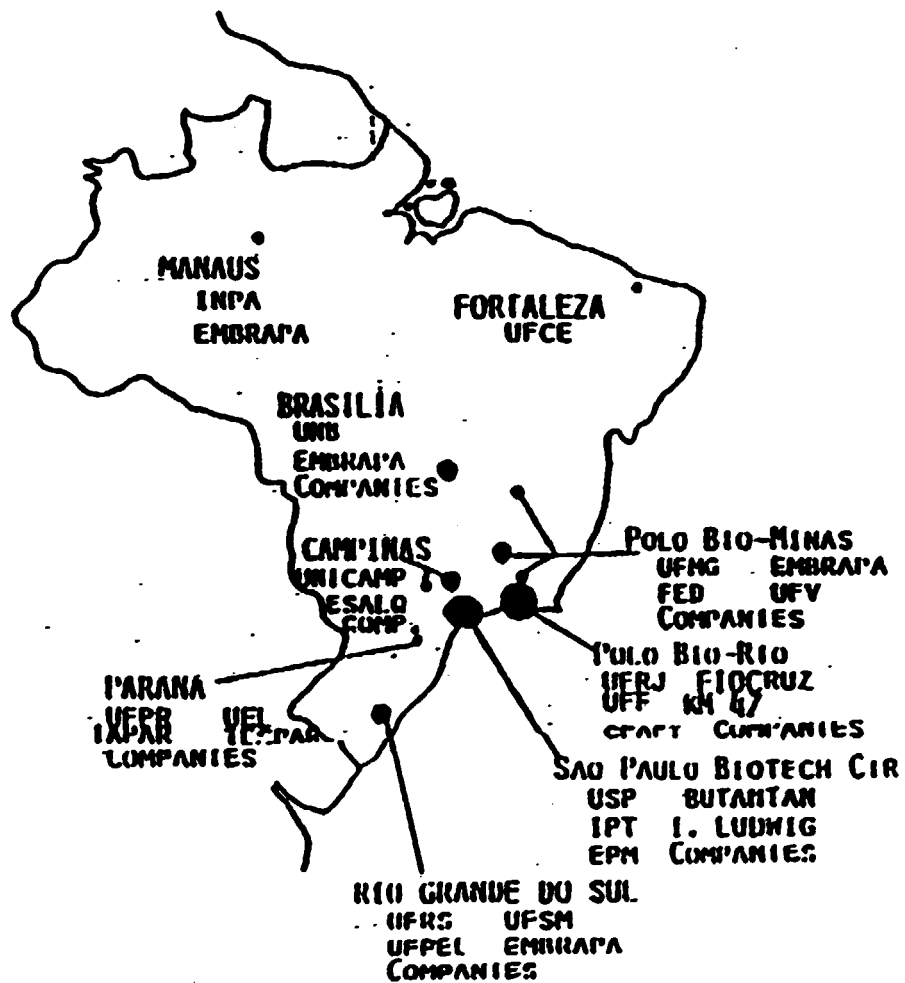 MANAUS
INPA
EMBRAPA
FORTALEZA
UFCE
BRASILÍA
UNB
EMBRAPA
COMPANIES
CAMPINAS
UNICAMP
ESALQ
COMP.
POLO BIO-MINAS
UFMG EMBRAPA
FED UFV
COMPANIES
POLO BIO-RIO
UFRJ FIOCRUZ
UFF KM 47
COMPANIES
PARANA
UFPR UEL
IAPAR TECPAR
COMPANIES
SAO PAULO BIOTECH CIR
USP BUTANTAN
IPT I. LUDWIG
EPM COMPANIES
RIO GRANDE DO SUL
UFRS UFSM
UFPEL EMBRAPA
COMPANIES